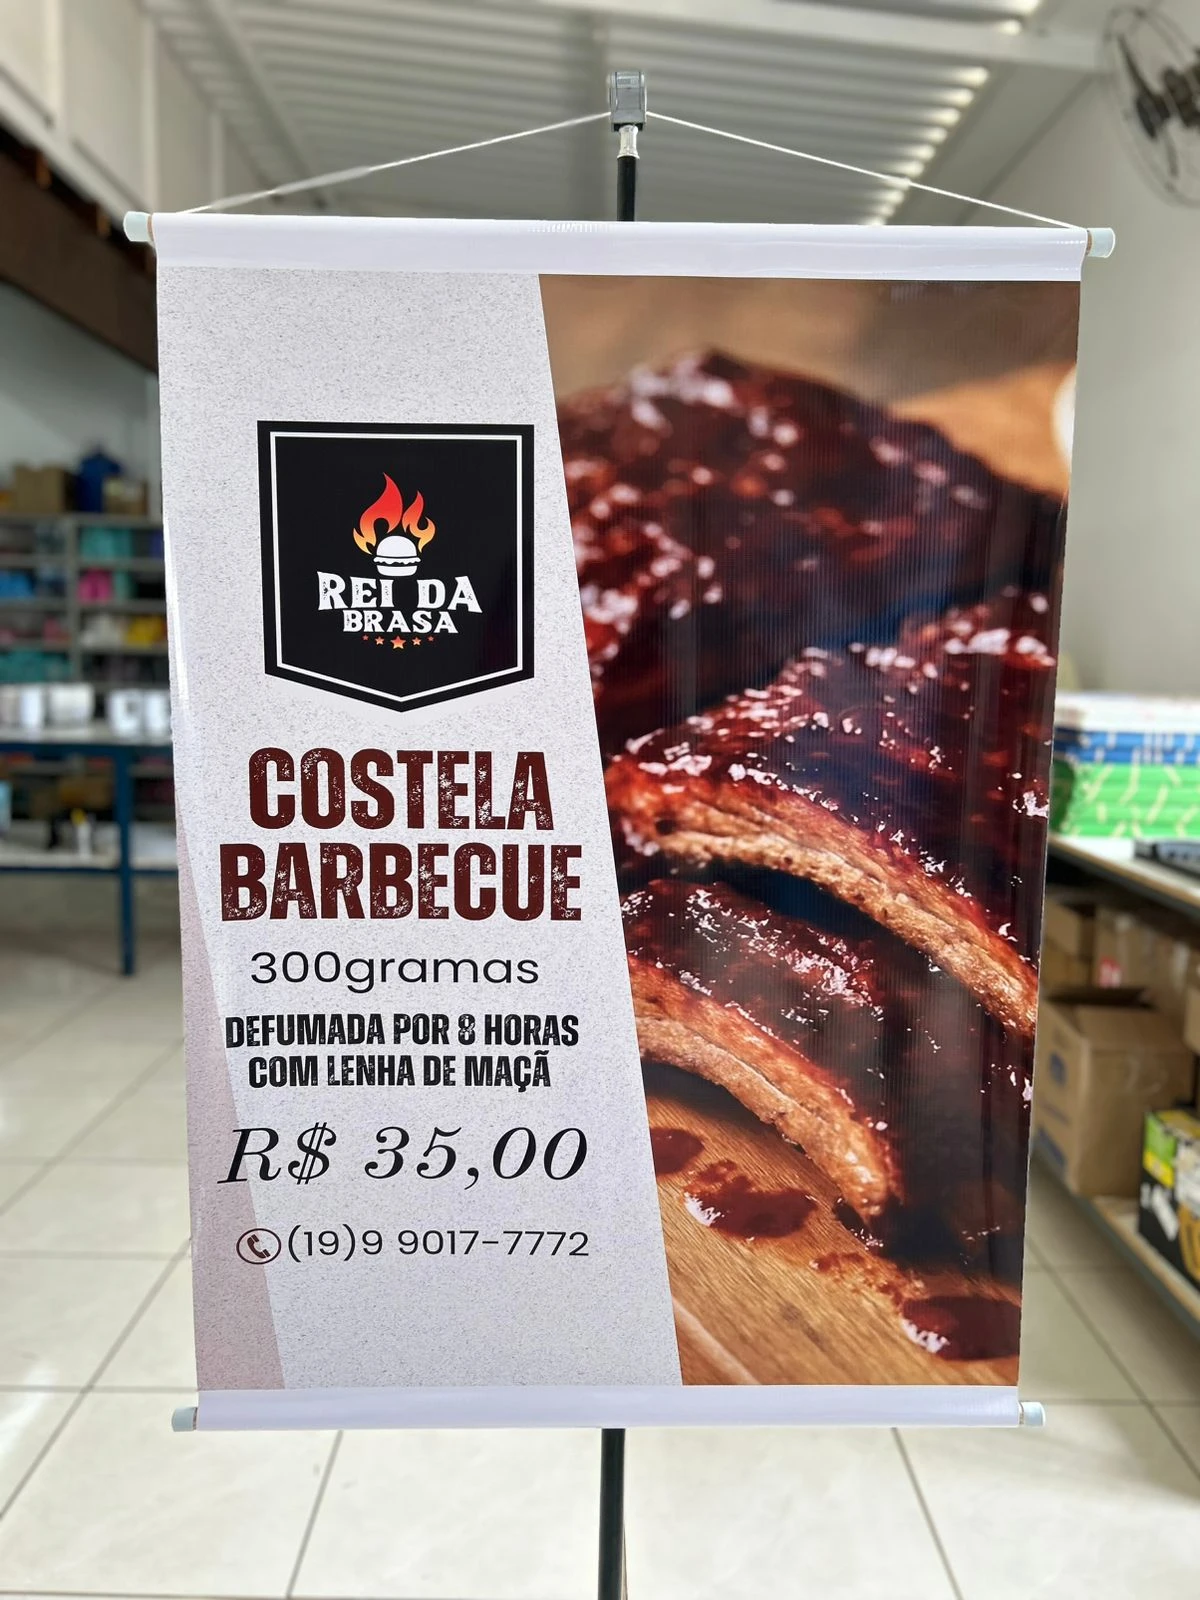 REI DA
BRASA
COSTELA
BARBECUE
300gramas
DEFUMADA POR 8 HORAS
COM LENHA DE MAÇÃ
R$ 35,00
(19)9 9017-7772